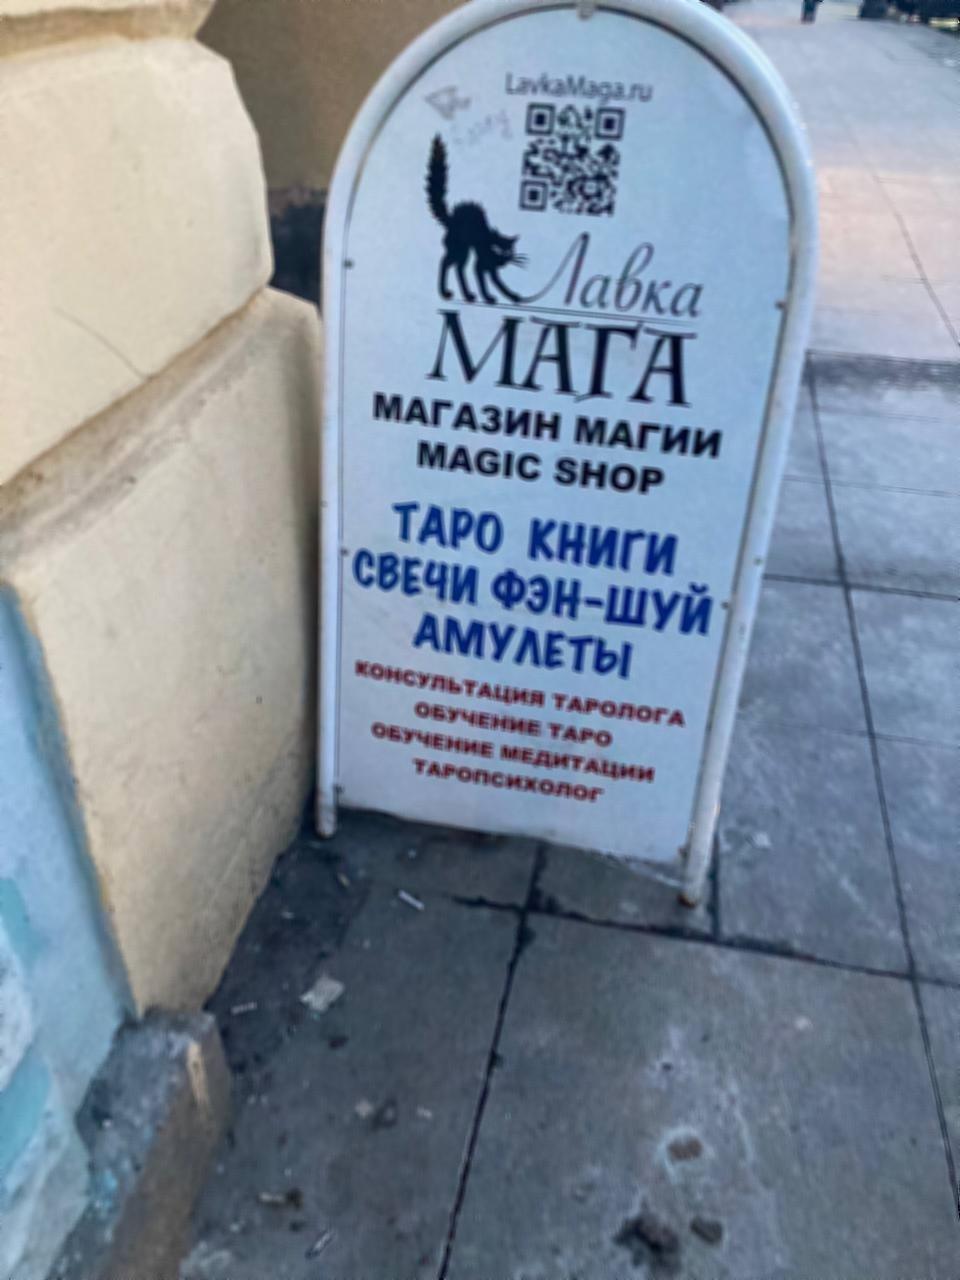 LavkaMaga.ru
Лавка
МАГА
МАГАЗИН МАГИИ
MAGIC SHOP
ТАРО КНИГИ
СВЕЧИ ФЭН-ШУЙ
АМУЛЕТЫ
КОНСУЛЬТАЦИЯ ТАРОЛОГА
ОБУЧЕНИЕ ТАРО
ОБУЧЕНИЕ МЕДИТАЦИИ
ТАРОПСИХОЛОГ